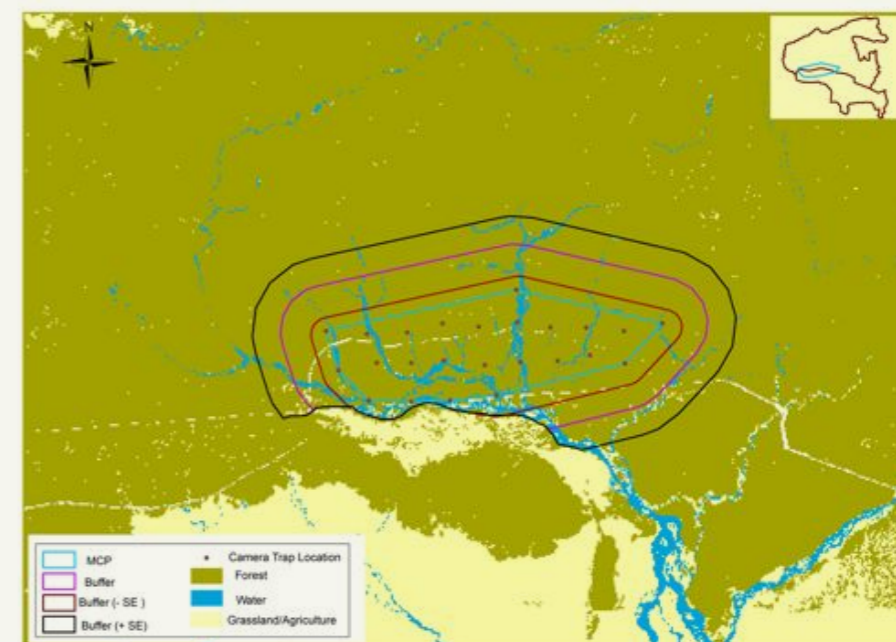 N
MCP
Buffer
Buffer (- SE )
Buffer (+ SE)
Camera Trap Location
Forest
Water
Grassland/Agriculture